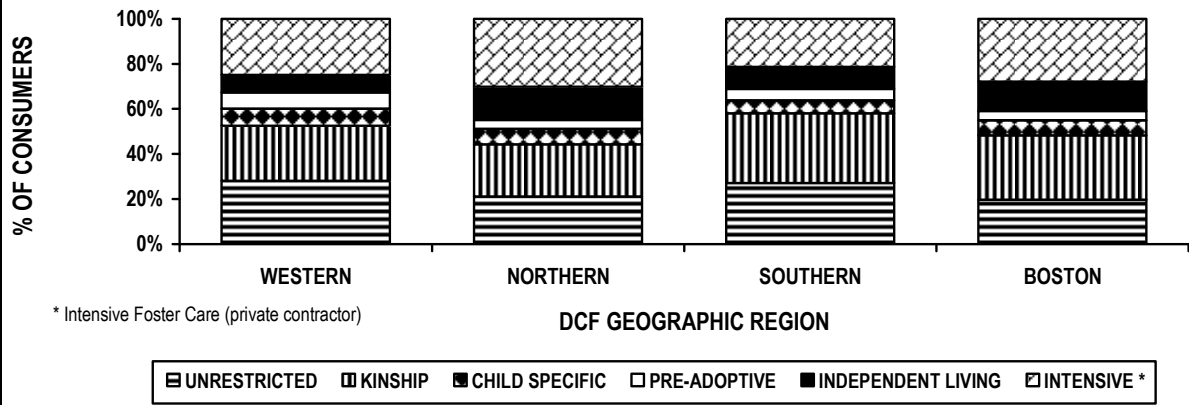 % OF CONSUMERS
100%
80%
60%
40%
20%
0%
WESTERN NORTHERN SOUTHERN BOSTON
* Intensive Foster Care (private contractor)
DCF GEOGRAPHIC REGION
UNRESTRICTED KINSHIP CHILD SPECIFIC PRE-ADOPTIVE INDEPENDENT LIVING INTENSIVE *